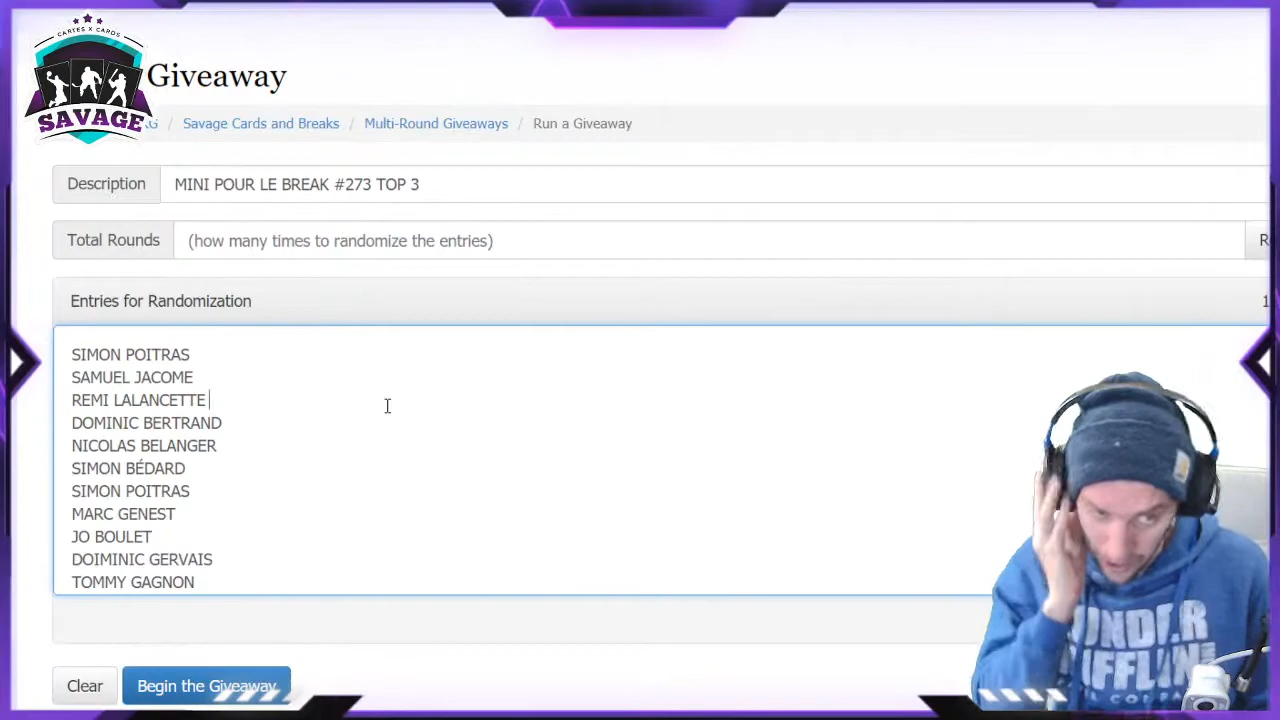 CARTES X CARDS
SAVAGE
Giveaway
G / Savage Cards and Breaks / Multi-Round Giveaways / Run a Giveaway
Description MINI POUR LE BREAK #273 TOP 3
Total Rounds (how many times to randomize the entries) R
Entries for Randomization 1
SIMON POITRAS
SAMUEL JACOME
REMI LALANCETTE
DOMINIC BERTRAND
NICOLAS BELANGER
SIMON BÉDARD
SIMON POITRAS
MARC GENEST
JO BOULET
DOIMINIC GERVAIS
TOMMY GAGNON
Clear Begin the Giveaway
UNDER
IFFLIN